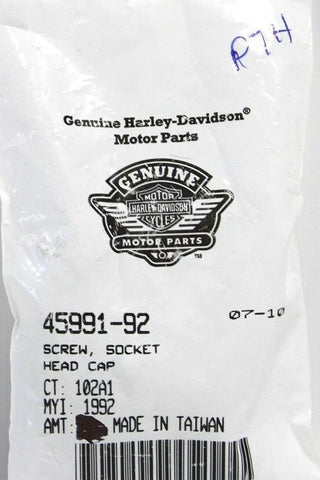 R7H
Genuine Harley-Davidson®
Motor Parts
GENUINE
MOTOR
HARLEY-DAVIDSON
CYCLES
MOTOR PARTS
TM
07-10
45991-92
SCREW, SOCKET
HEAD CAP
CT: 102A1
MYI: 1992
AMT: MADE IN TAIWAN